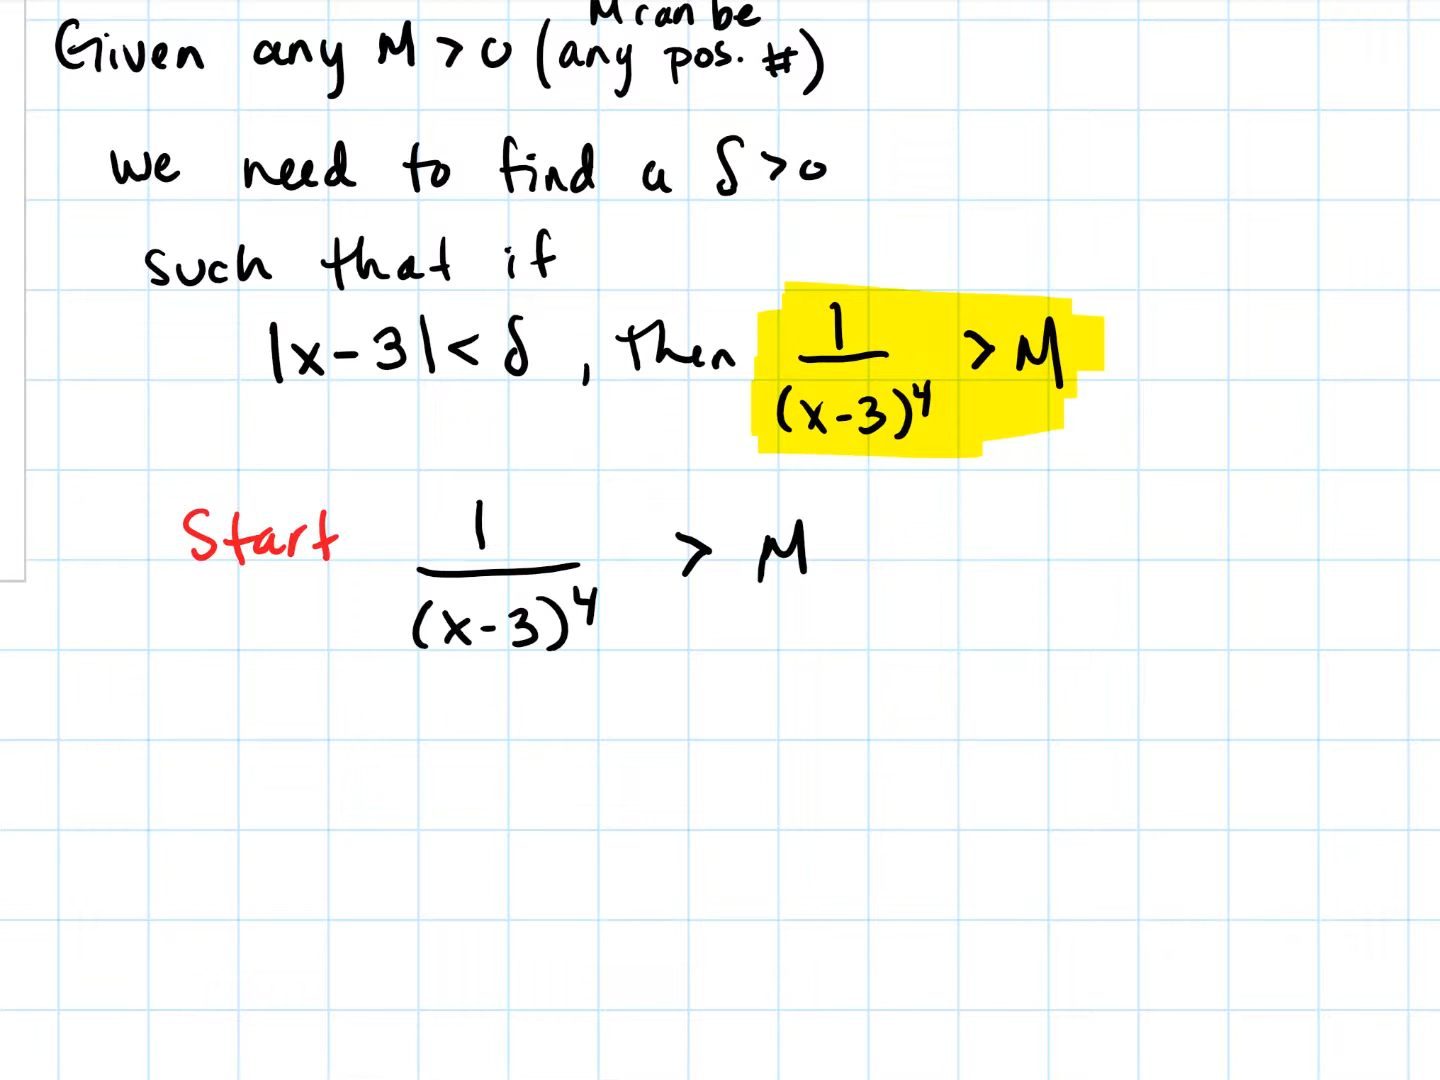 M can be
Given any M > 0 (any pos. #)
we need to find a δ > 0
such that if
|x - 3| < δ , then 1/(x-3)^4 > M
Start 1/(x-3)^4 > M